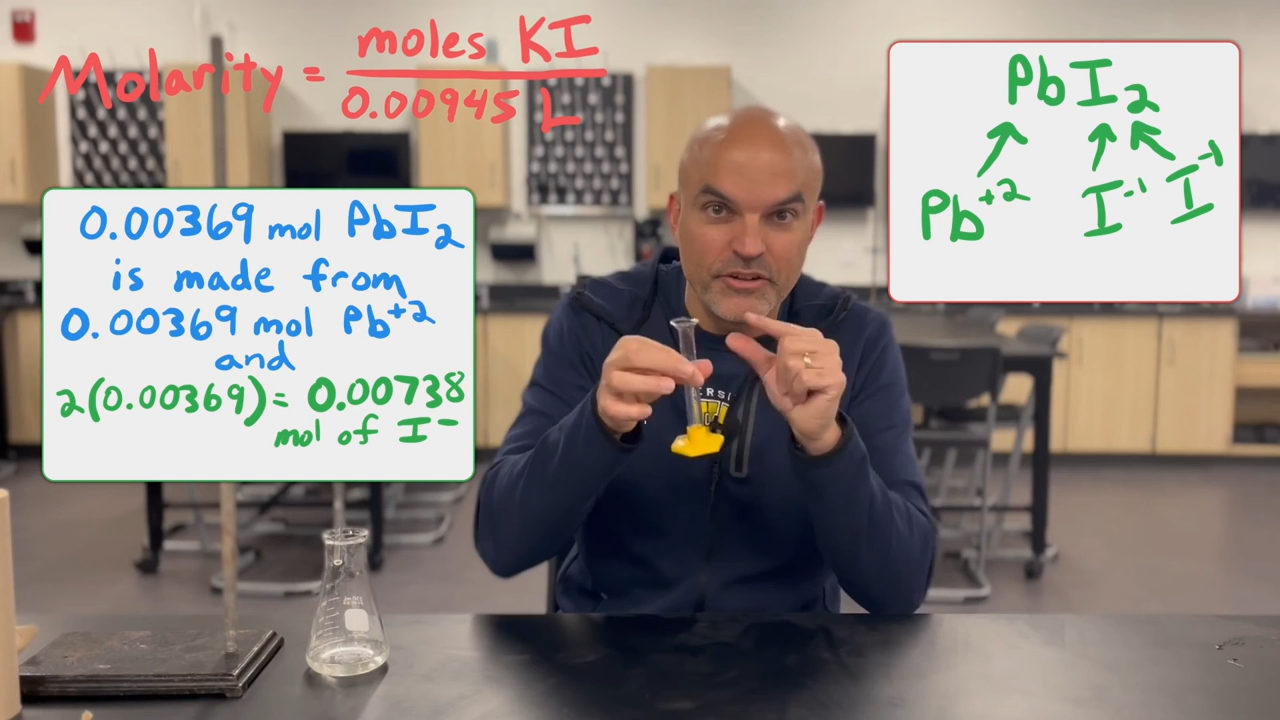 Molarity = moles KI / 0.00945 L
0.00369 mol PbI₂
is made from
0.00369 mol Pb⁺²
and
2(0.00369) = 0.00738
mol of I⁻
PbI₂
Pb⁺² I⁻¹ I⁻¹